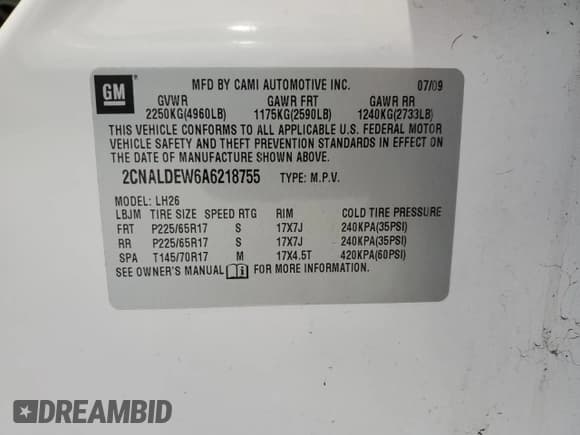 GM
MFD BY CAMI AUTOMOTIVE INC. 07/09
GVWR GAWR FRT GAWR RR
2250KG(4960LB) 1175KG(2590LB) 1240KG(2733LB)
THIS VEHICLE CONFORMS TO ALL APPLICABLE U.S. FEDERAL MOTOR
VEHICLE SAFETY AND THEFT PREVENTION STANDARDS IN EFFECT ON
THE DATE OF MANUFACTURE SHOWN ABOVE.
2CNALDEW6A6218755 TYPE: M.P.V.
MODEL: LH26
LBJM TIRE SIZE SPEED RTG RIM COLD TIRE PRESSURE
FRT P225/65R17 S 17X7J 240KPA(35PSI)
RR P225/65R17 S 17X7J 240KPA(35PSI)
SPA T145/70R17 M 17X4.5T 420KPA(60PSI)
SEE OWNER'S MANUAL FOR MORE INFORMATION.
DREAMBID